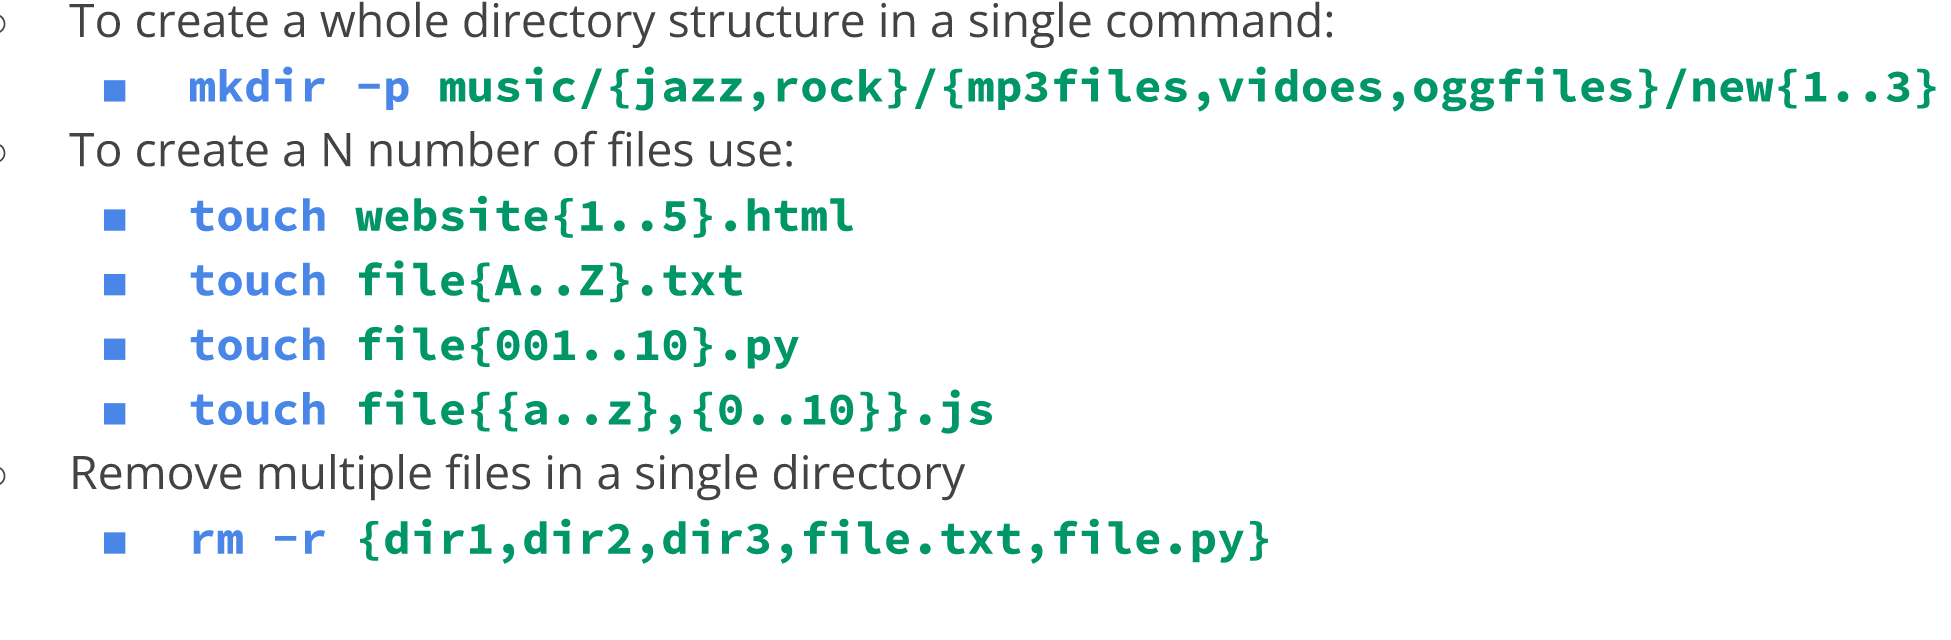 To create a whole directory structure in a single command:
mkdir -p music/{jazz,rock}/{mp3files,vidoes,oggfiles}/new{1..3}
To create a N number of files use:
touch website{1..5}.html
touch file{A..Z}.txt
touch file{001..10}.py
touch file{{a..z},{0..10}}.js
Remove multiple files in a single directory
rm -r {dir1,dir2,dir3,file.txt,file.py}